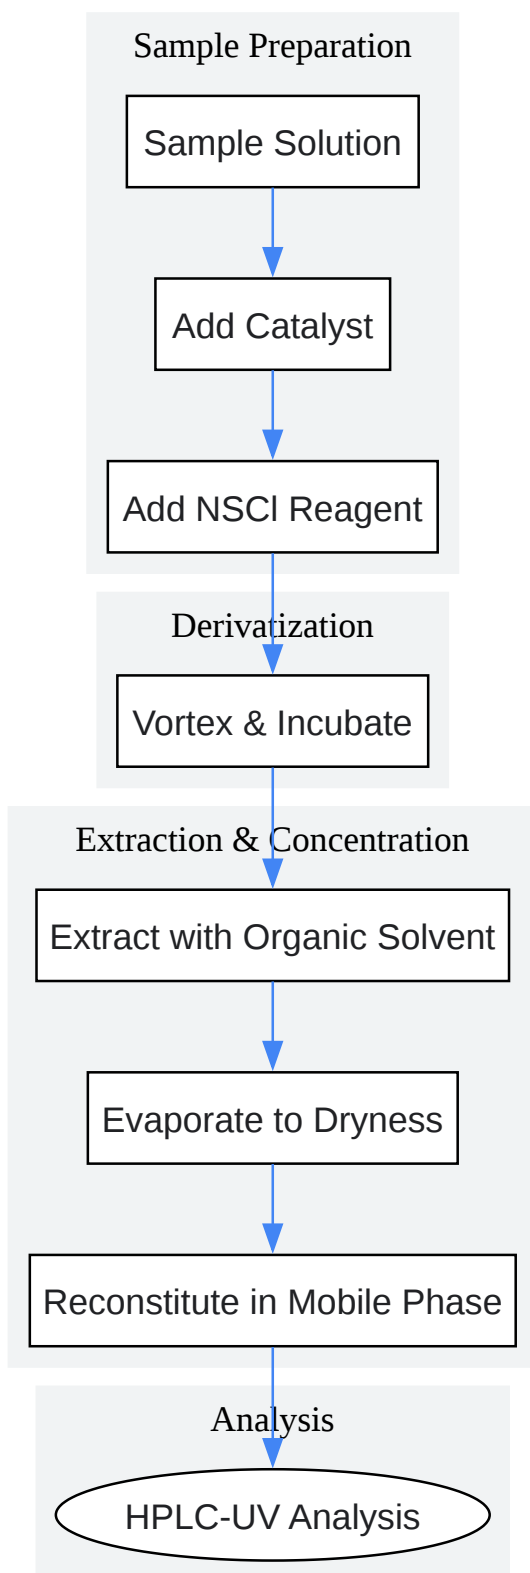 Sample Preparation
Sample Solution
Add Catalyst
Add NSCl Reagent
Derivatization
Vortex & Incubate
Extraction & Concentration
Extract with Organic Solvent
Evaporate to Dryness
Reconstitute in Mobile Phase
Analysis
HPLC-UV Analysis